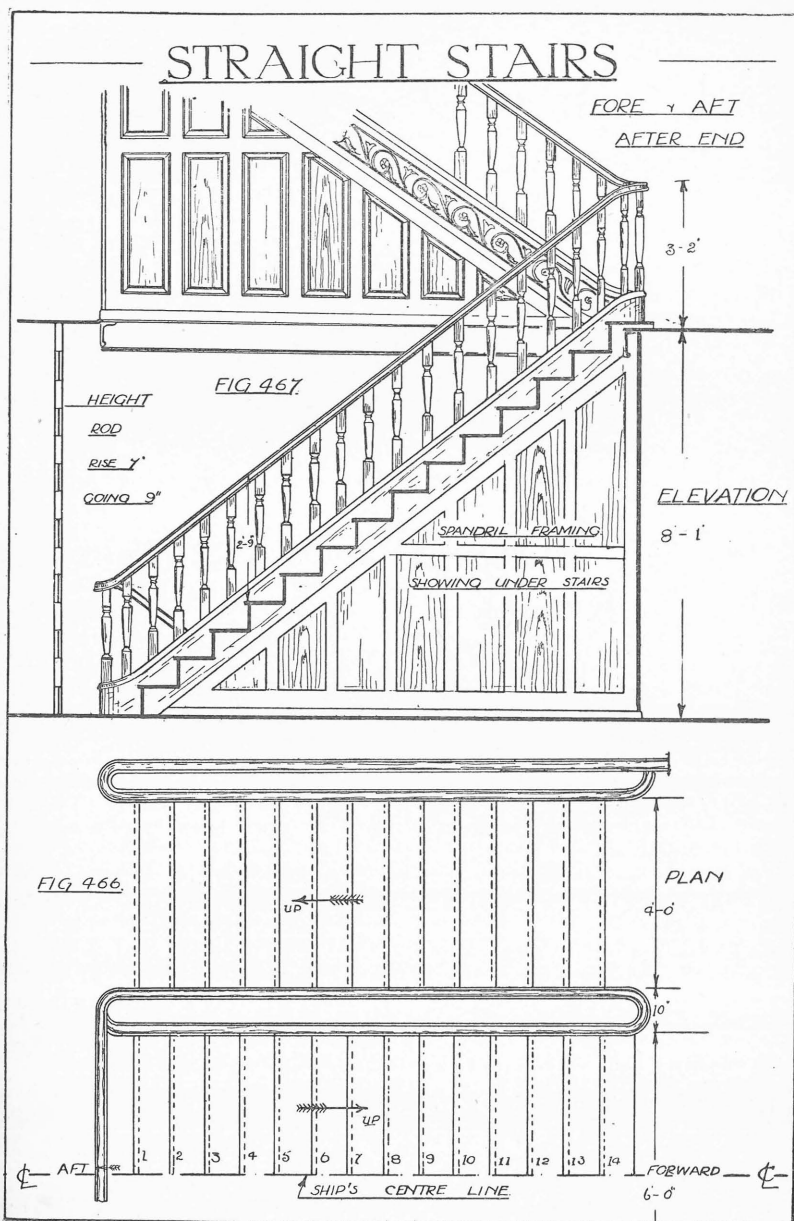 STRAIGHT STAIRS
FORE & AFT
AFTER END
3'-2"
FIG 467.
HEIGHT
ROD
RISE 7"
GOING 9"
2'-9"
ELEVATION
8'-1"
SPANDRIL FRAMING
SHOWING UNDER STAIRS
FIG 466.
PLAN
UP
4'-0"
10"
UP
1 2 3 4 5 6 7 8 9 10 11 12 13 14
℄ AFT FORWARD ℄
SHIP'S CENTRE LINE.
6'-0"